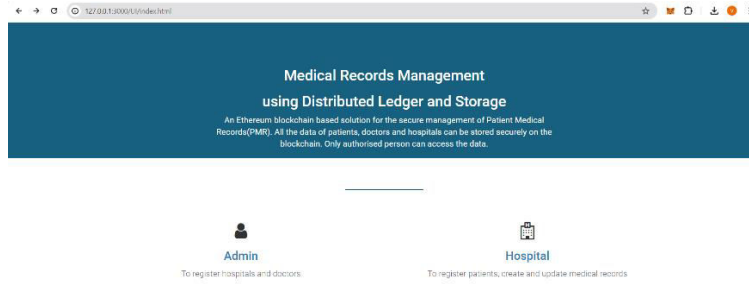 127.0.0.1:3000/UI/index.html
Medical Records Management
using Distributed Ledger and Storage
An Ethereum blockchain based solution for the secure management of Patient Medical
Records(PMR). All the data of patients, doctors and hospitals can be stored securely on the
blockchain. Only authorised person can access the data.
Admin
Hospital
To register hospitals and doctors
To register patients, create and update medical records